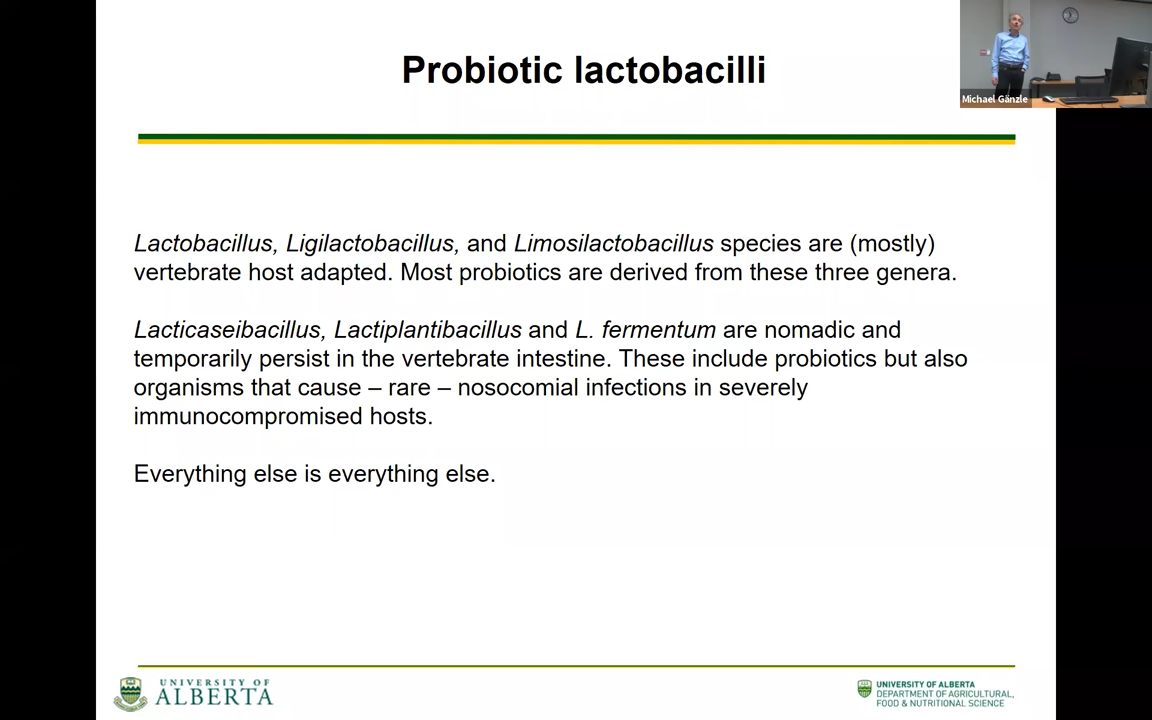 Probiotic lactobacilli
Michael Gänzle
Lactobacillus, Ligilactobacillus, and Limosilactobacillus species are (mostly)
vertebrate host adapted. Most probiotics are derived from these three genera.
Lacticaseibacillus, Lactiplantibacillus and L. fermentum are nomadic and
temporarily persist in the vertebrate intestine. These include probiotics but also
organisms that cause – rare – nosocomial infections in severely
immunocompromised hosts.
Everything else is everything else.
UNIVERSITY OF
ALBERTA
UNIVERSITY OF ALBERTA
DEPARTMENT OF AGRICULTURAL,
FOOD & NUTRITIONAL SCIENCE